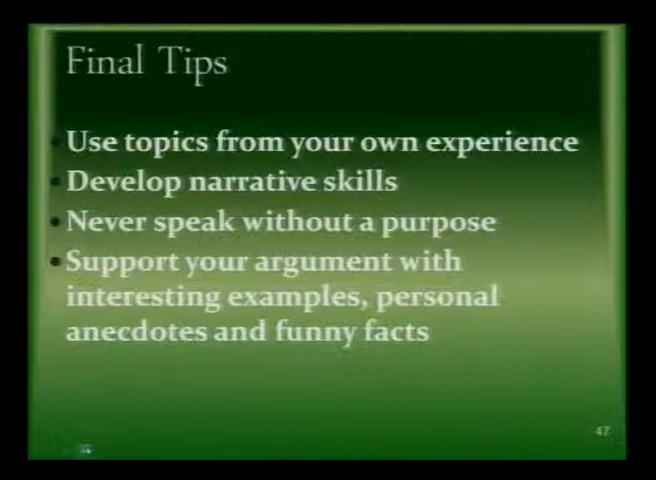 Final Tips
Use topics from your own experience
Develop narrative skills
Never speak without a purpose
Support your argument with
interesting examples, personal
anecdotes and funny facts
47